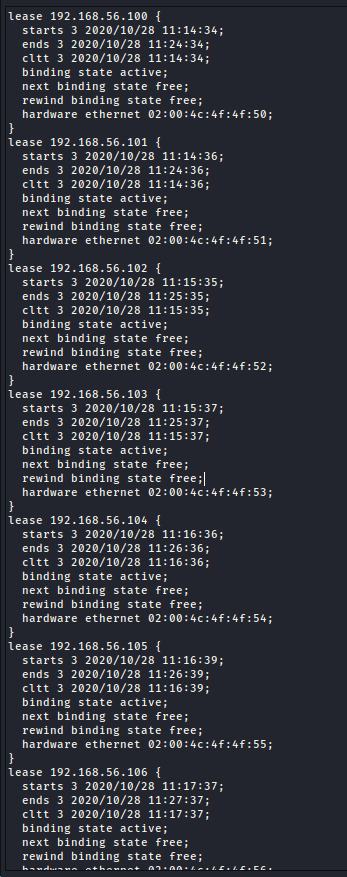 lease 192.168.56.100 {
starts 3 2020/10/28 11:14:34;
ends 3 2020/10/28 11:24:34;
cltt 3 2020/10/28 11:14:34;
binding state active;
next binding state free;
rewind binding state free;
hardware ethernet 02:00:4c:4f:4f:50;
}
lease 192.168.56.101 {
starts 3 2020/10/28 11:14:36;
ends 3 2020/10/28 11:24:36;
cltt 3 2020/10/28 11:14:36;
binding state active;
next binding state free;
rewind binding state free;
hardware ethernet 02:00:4c:4f:4f:51;
}
lease 192.168.56.102 {
starts 3 2020/10/28 11:15:35;
ends 3 2020/10/28 11:25:35;
cltt 3 2020/10/28 11:15:35;
binding state active;
next binding state free;
rewind binding state free;
hardware ethernet 02:00:4c:4f:4f:52;
}
lease 192.168.56.103 {
starts 3 2020/10/28 11:15:37;
ends 3 2020/10/28 11:25:37;
cltt 3 2020/10/28 11:15:37;
binding state active;
next binding state free;
rewind binding state free;
hardware ethernet 02:00:4c:4f:4f:53;
}
lease 192.168.56.104 {
starts 3 2020/10/28 11:16:36;
ends 3 2020/10/28 11:26:36;
cltt 3 2020/10/28 11:16:36;
binding state active;
next binding state free;
rewind binding state free;
hardware ethernet 02:00:4c:4f:4f:54;
}
lease 192.168.56.105 {
starts 3 2020/10/28 11:16:39;
ends 3 2020/10/28 11:26:39;
cltt 3 2020/10/28 11:16:39;
binding state active;
next binding state free;
rewind binding state free;
hardware ethernet 02:00:4c:4f:4f:55;
}
lease 192.168.56.106 {
starts 3 2020/10/28 11:17:37;
ends 3 2020/10/28 11:27:37;
cltt 3 2020/10/28 11:17:37;
binding state active;
next binding state free;
rewind binding state free;